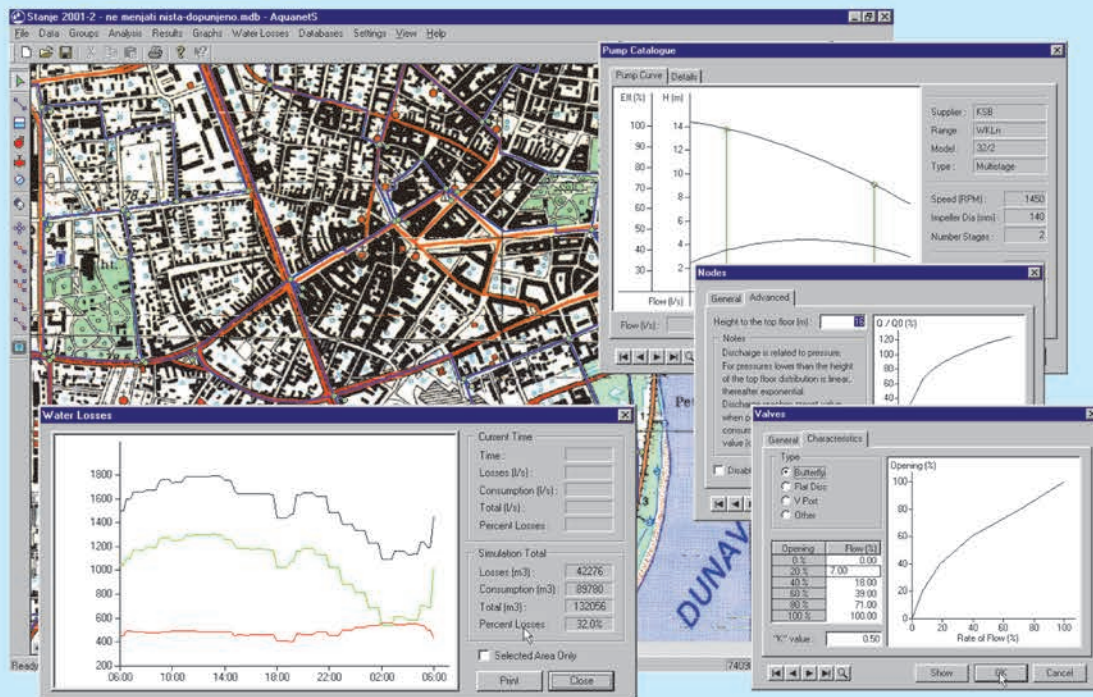 Stanje 2001-2 - ne menjati nista-dopunjeno.mdb - AquanetS
File Data Groups Analysis Results Graphs Water Losses Databases Settings View Help
78.5
DUNAV
Ready
Pump Catalogue
Pump Curve Details
Eff (%) H (m)
100 14
90 12
80 10
70 8
60
50 6
40 4
30 2
Flow (l/s)
Flow (l/s) :
Supplier : KSB
Range : WKLn
Model : 32/2
Type : Multistage
Speed (RPM) : 1450
Impeller Dia (mm) : 140
Number Stages : 2
Nodes
General Advanced
Height to the top floor (m) : 16
Notes
Discharge is related to pressure.
For pressures lower than the height
of the top floor distribution is linear,
thereafter exponential.
when p
consum
value (c
Disabl
Q / Q0 (%)
120
100
80
60
40
Water Losses
1800
1600
1400
1200
1000
800
600
400
200
06:00 10:00 14:00 18:00 22:00 02:00 06:00
Current Time
Time :
Losses (l/s) :
Consumption (l/s) :
Total (l/s) :
Percent Losses :
Simulation Total
Losses (m3) : 42276
Consumption (m3) : 89780
Total (m3) : 132056
Percent Losses : 32.0%
Selected Area Only
Print Close
Valves
General Characteristics
Type
Butterfly
Flat Disc
V Port
Other
Opening Flow (%)
0 % 0.00
20 % 7.00
40 % 18.00
60 % 39.00
80 % 71.00
100 % 100.00
"K" value : 0.50
Opening (%)
100
80
60
40
20
0
0 20 40 60 80 100
Rate of Flow (%)
Show OK Cancel